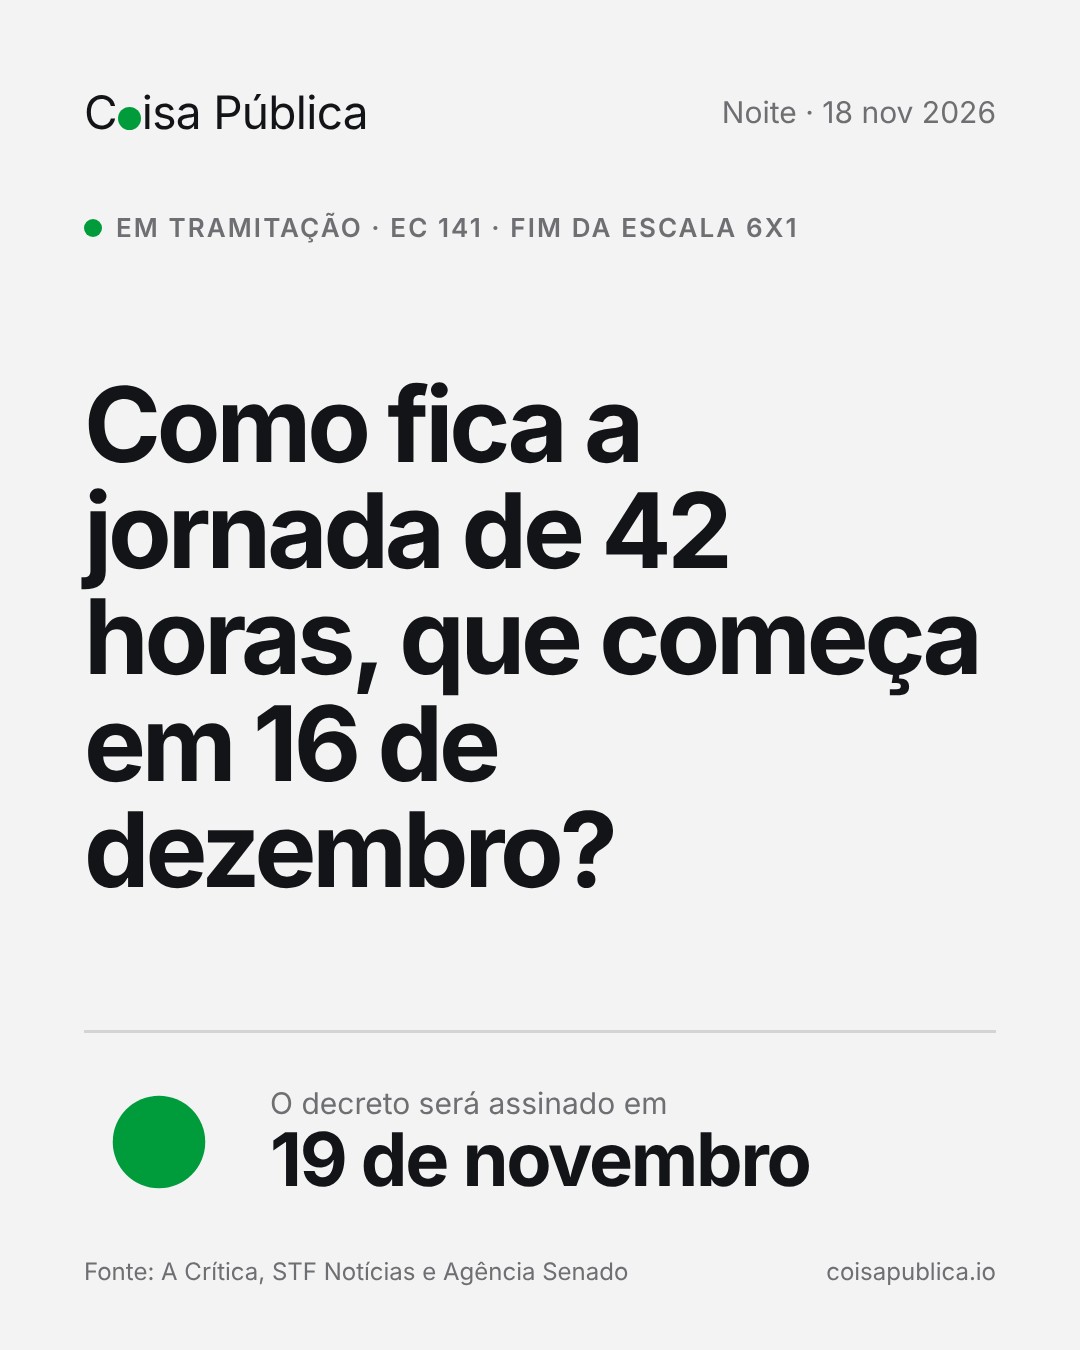 Coisa Pública
Noite · 18 nov 2026
EM TRAMITAÇÃO · EC 141 · FIM DA ESCALA 6X1
Como fica a
jornada de 42
horas, que começa
em 16 de
dezembro?
O decreto será assinado em
19 de novembro
Fonte: A Crítica, STF Notícias e Agência Senado
coisapublica.io